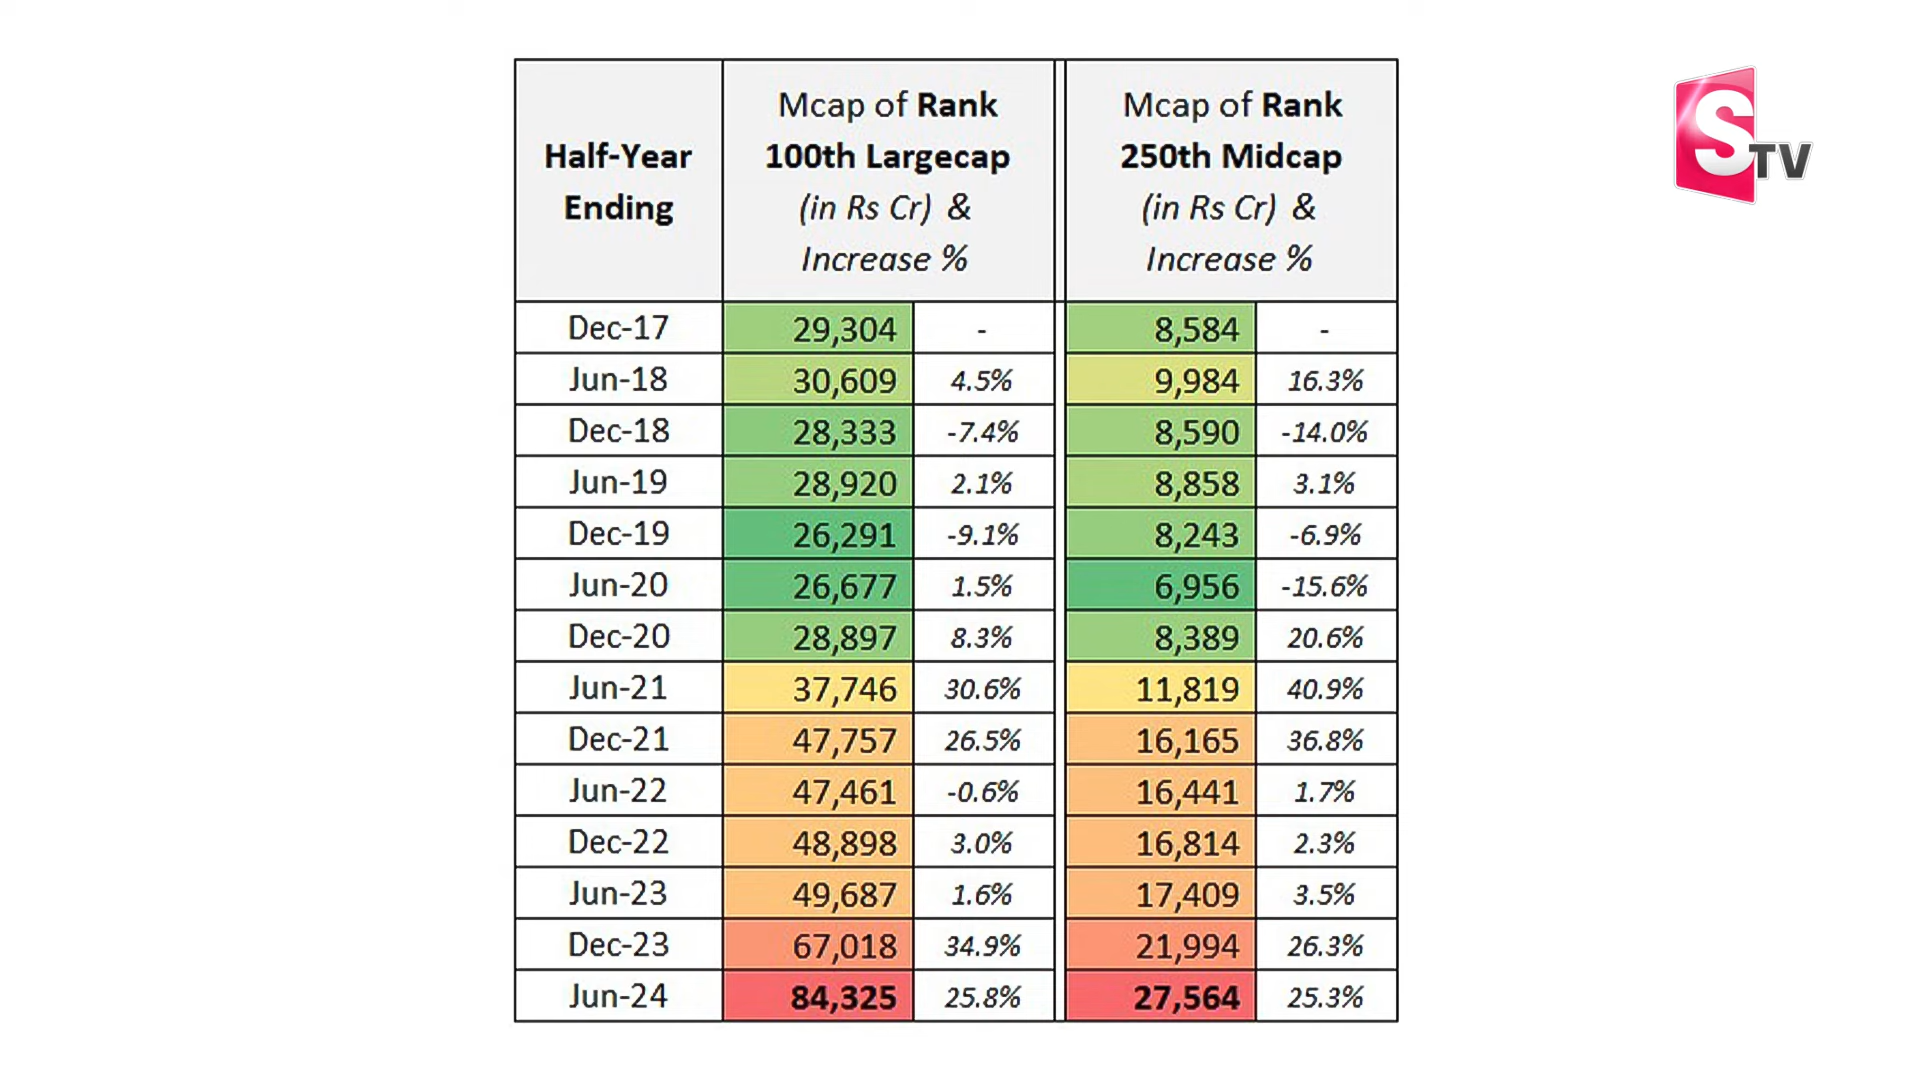 Half-Year
Ending
Mcap of Rank
100th Largecap
(in Rs Cr) &
Increase %
Mcap of Rank
250th Midcap
(in Rs Cr) &
Increase %
Dec-17 29,304 - 8,584 -
Jun-18 30,609 4.5% 9,984 16.3%
Dec-18 28,333 -7.4% 8,590 -14.0%
Jun-19 28,920 2.1% 8,858 3.1%
Dec-19 26,291 -9.1% 8,243 -6.9%
Jun-20 26,677 1.5% 6,956 -15.6%
Dec-20 28,897 8.3% 8,389 20.6%
Jun-21 37,746 30.6% 11,819 40.9%
Dec-21 47,757 26.5% 16,165 36.8%
Jun-22 47,461 -0.6% 16,441 1.7%
Dec-22 48,898 3.0% 16,814 2.3%
Jun-23 49,687 1.6% 17,409 3.5%
Dec-23 67,018 34.9% 21,994 26.3%
Jun-24 84,325 25.8% 27,564 25.3%
S TV